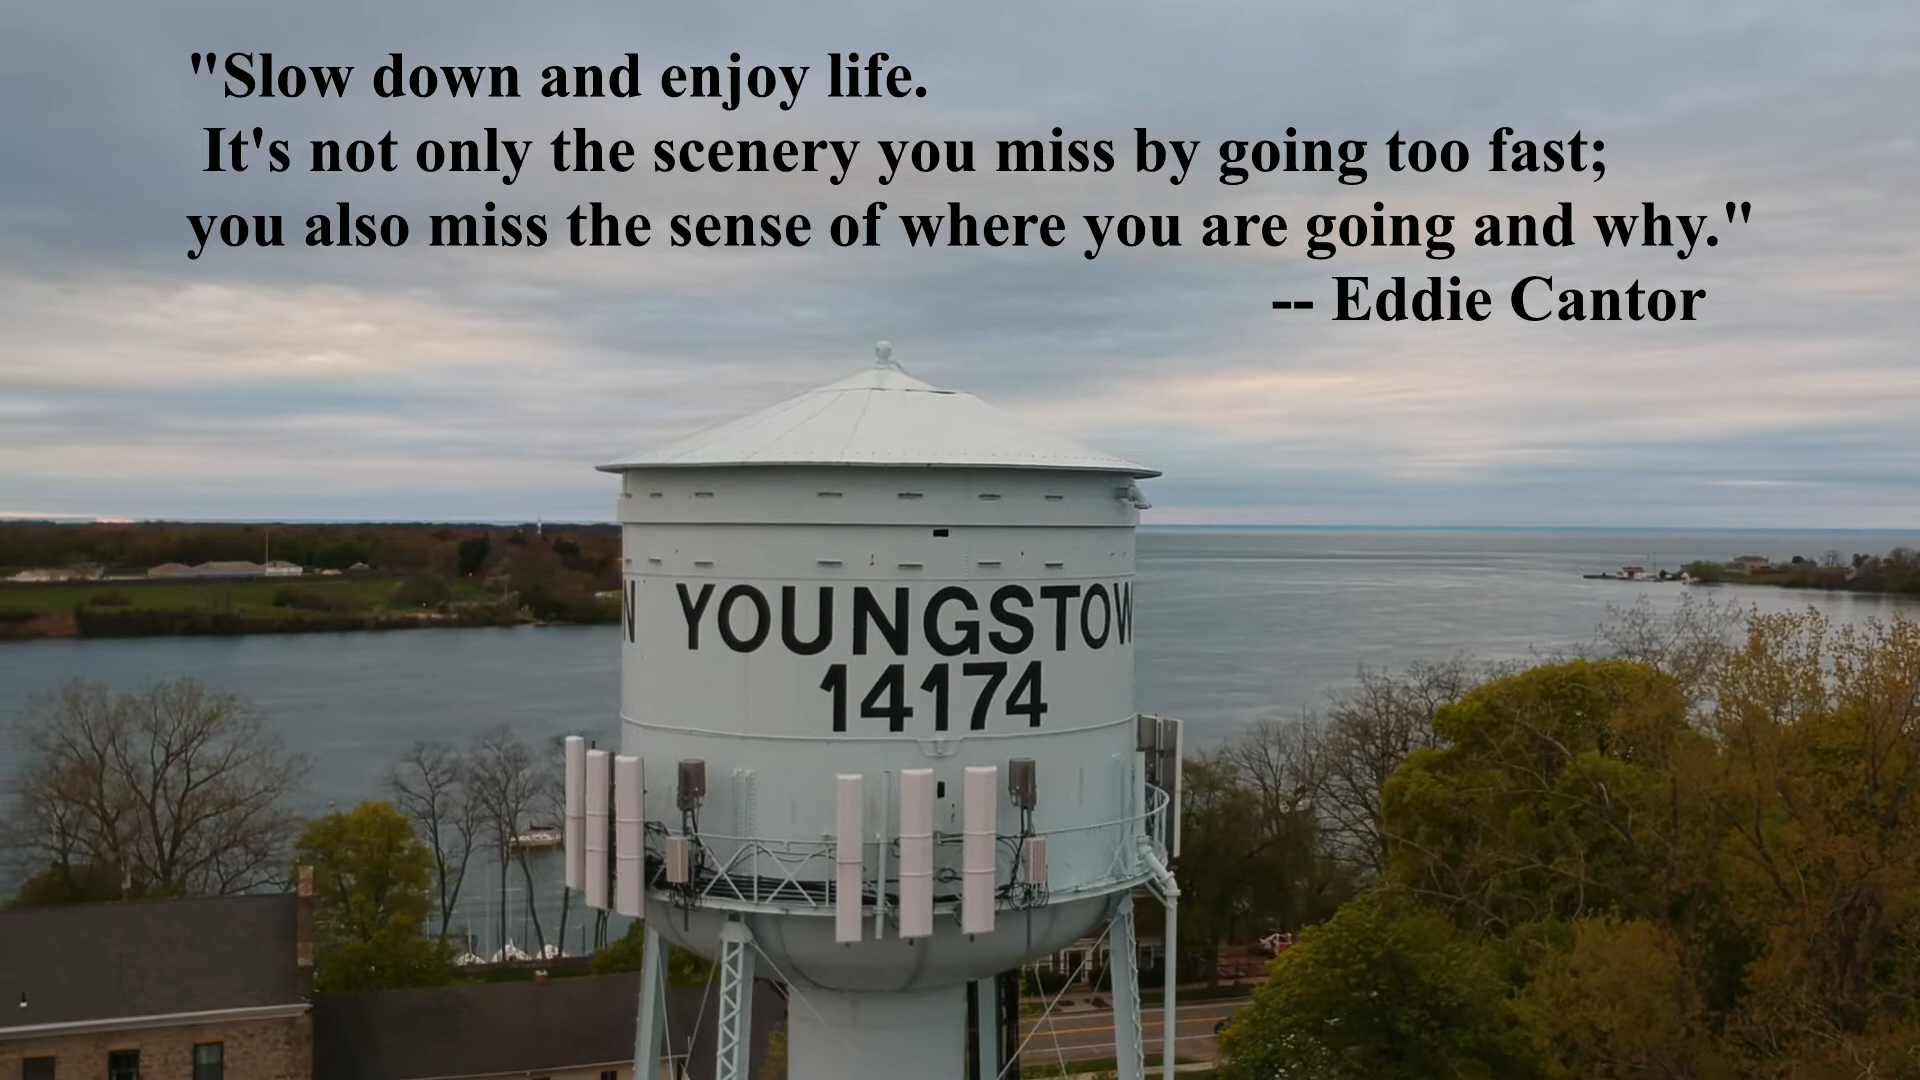 "Slow down and enjoy life.
It's not only the scenery you miss by going too fast;
you also miss the sense of where you are going and why."
-- Eddie Cantor
N YOUNGSTOW
14174